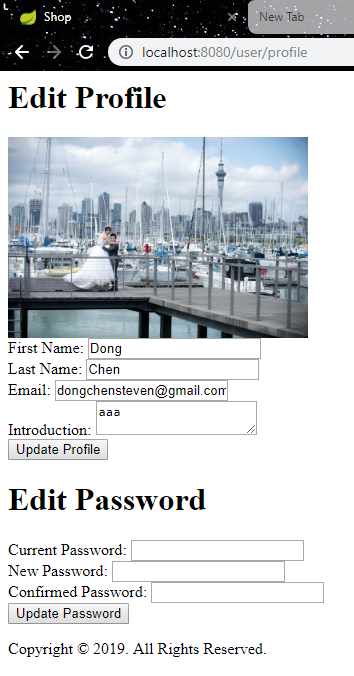 Shop
New Tab
localhost:8080/user/profile
Edit Profile
First Name: Dong
Last Name: Chen
Email: dongchensteven@gmail.com
Introduction: aaa
Update Profile
Edit Password
Current Password:
New Password:
Confirmed Password:
Update Password
Copyright © 2019. All Rights Reserved.